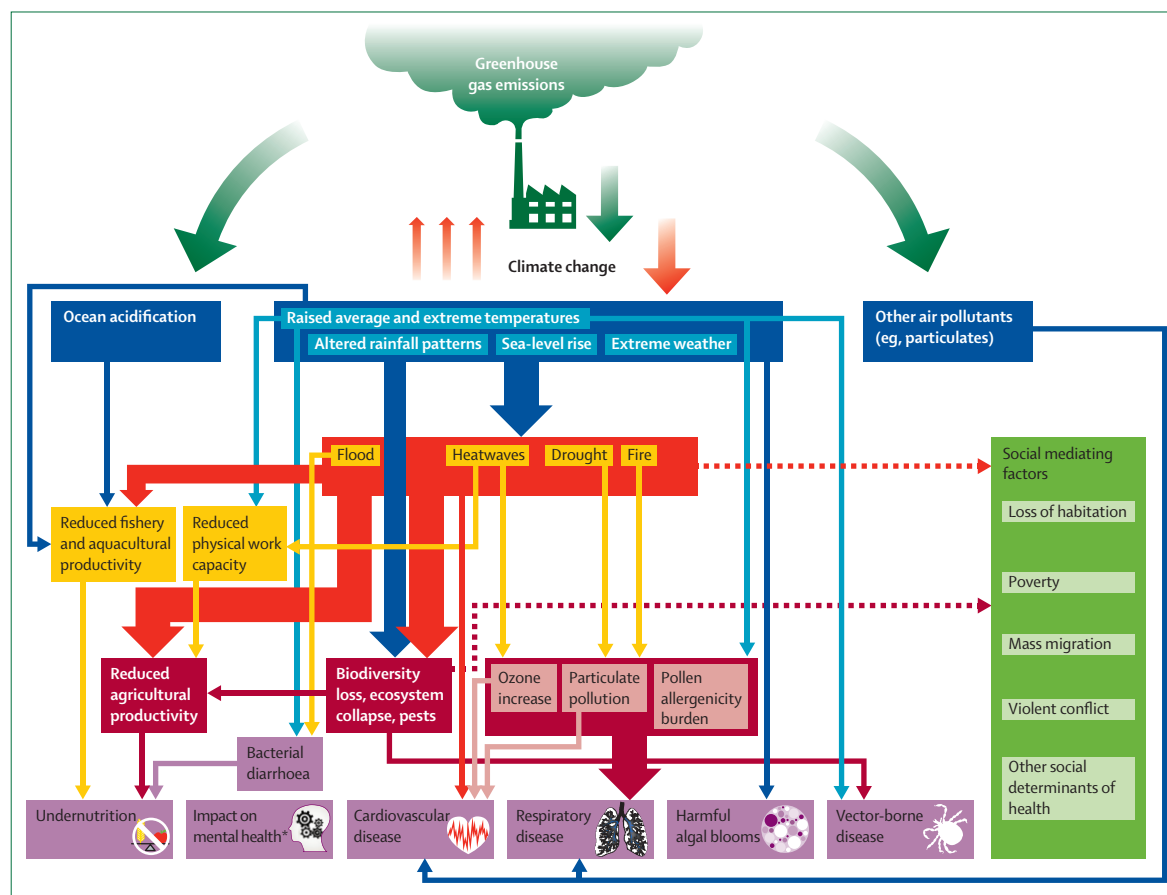 Greenhouse
gas emissions
Climate change
Ocean acidification
Raised average and extreme temperatures
Altered rainfall patterns
Sea-level rise
Extreme weather
Other air pollutants
(eg, particulates)
Flood
Heatwaves
Drought
Fire
Social mediating
factors
Loss of habitation
Poverty
Mass migration
Violent conflict
Other social
determinants of
health
Reduced fishery
and aquacultural
productivity
Reduced
physical work
capacity
Reduced
agricultural
productivity
Biodiversity
loss, ecosystem
collapse, pests
Ozone
increase
Particulate
pollution
Pollen
allergenicity
burden
Bacterial
diarrhoea
Undernutrition
Impact on
mental health*
Cardiovascular
disease
Respiratory
disease
Harmful
algal blooms
Vector-borne
disease